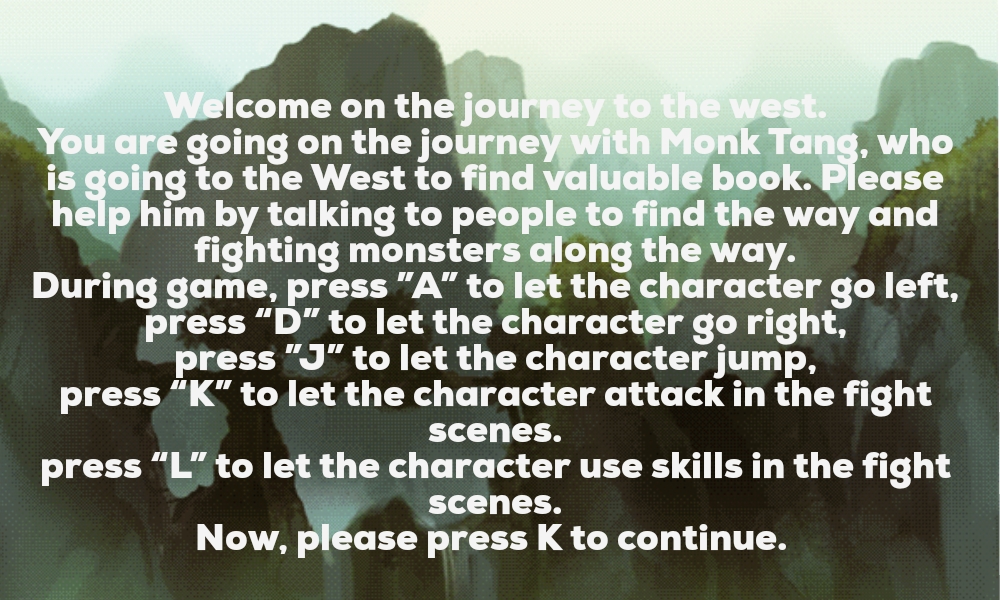 Welcome on the journey to the west.
You are going on the journey with Monk Tang, who
is going to the West to find valuable book. Please
help him by talking to people to find the way and
fighting monsters along the way.
During game, press ”A” to let the character go left,
press “D” to let the character go right,
press ”J” to let the character jump,
press “K” to let the character attack in the fight
scenes.
press “L” to let the character use skills in the fight
scenes.
Now, please press K to continue.